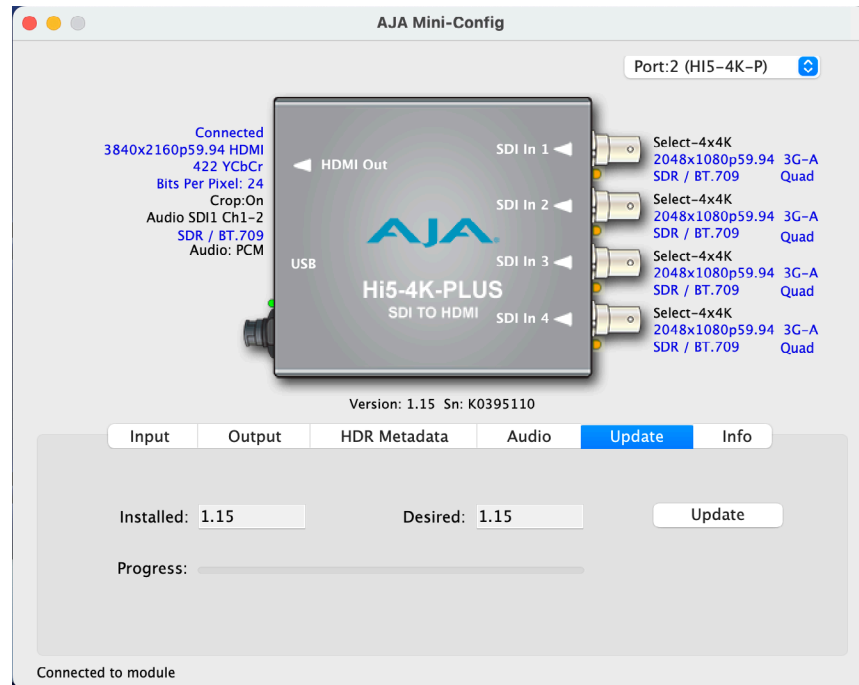 AJA Mini-Config
Port:2 (HI5-4K-P)
Connected
3840x2160p59.94 HDMI
422 YCbCr
Bits Per Pixel: 24
Crop:On
Audio SDI1 Ch1-2
SDR / BT.709
Audio: PCM
HDMI Out
USB
SDI In 1
SDI In 2
SDI In 3
SDI In 4
AJA
Hi5-4K-PLUS
SDI TO HDMI
Select-4x4K
2048x1080p59.94 3G-A
SDR / BT.709 Quad
Select-4x4K
2048x1080p59.94 3G-A
SDR / BT.709 Quad
Select-4x4K
2048x1080p59.94 3G-A
SDR / BT.709 Quad
Select-4x4K
2048x1080p59.94 3G-A
SDR / BT.709 Quad
Version: 1.15 Sn: K0395110
Input Output HDR Metadata Audio Update Info
Installed: 1.15 Desired: 1.15 Update
Progress:
Connected to module